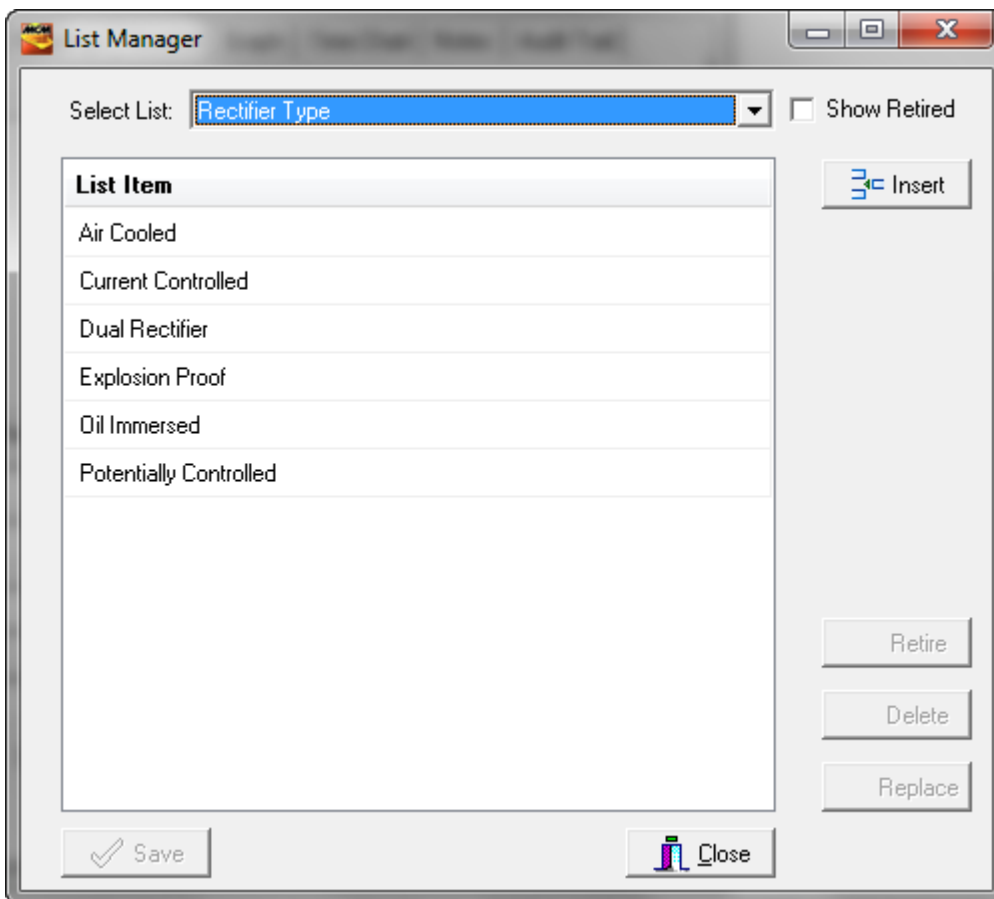 MCM List Manager
Select List: Rectifier Type Show Retired
List Item
Insert
Air Cooled
Current Controlled
Dual Rectifier
Explosion Proof
Oil Immersed
Potentially Controlled
Retire
Delete
Replace
Save Close